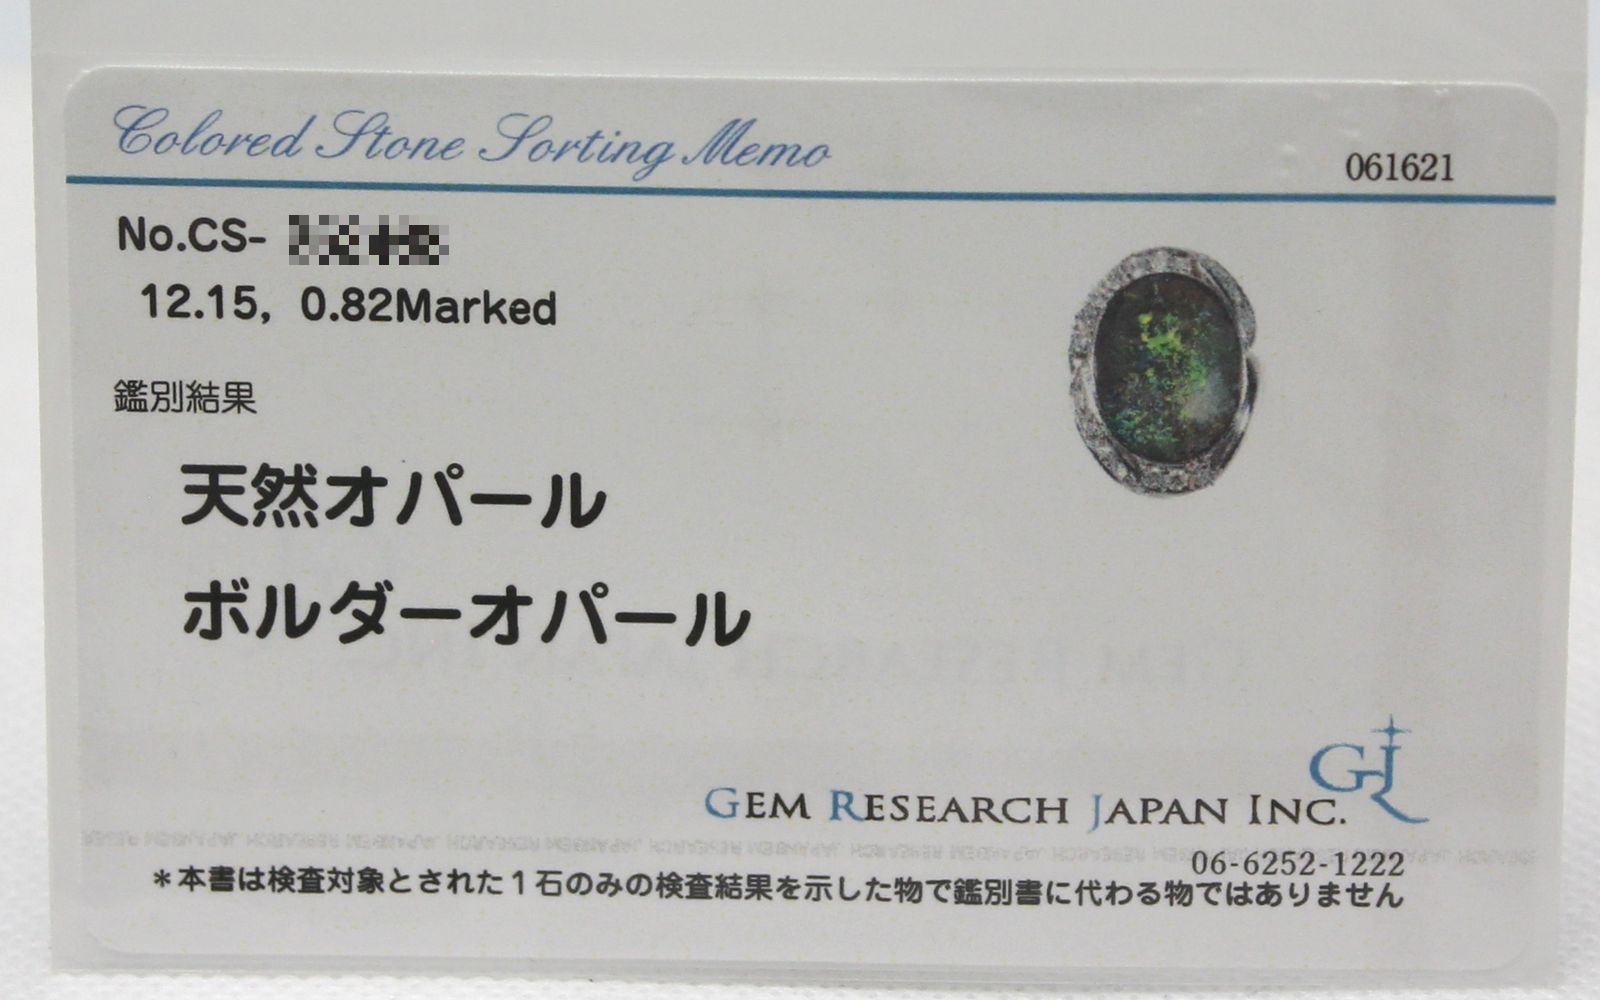 Colored Stone Sorting Memo
061621
No.CS-
12.15, 0.82Marked
鑑別結果
天然オパール
ボルダーオパール
GEM RESEARCH JAPAN INC.
06-6252-1222
＊本書は検査対象とされた１石のみの検査結果を示した物で鑑別書に代わる物ではありません